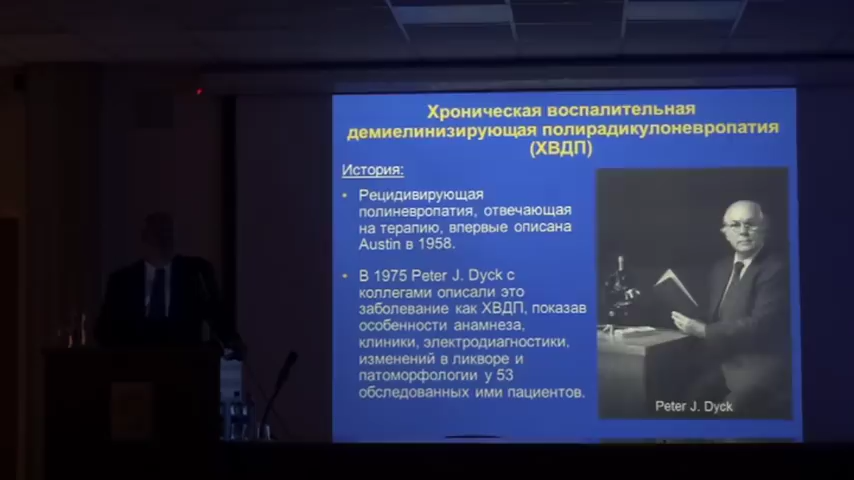 Хроническая воспалительная
демиелинизирующая полирадикулоневропатия
(ХВДП)
История:
• Рецидивирующая
полиневропатия, отвечающая
на терапию, впервые описана
Austin в 1958.
• В 1975 Peter J. Dyck с
коллегами описали это
заболевание как ХВДП, показав
особенности анамнеза,
клиники, электродиагностики,
изменений в ликворе и
патоморфологии у 53
обследованных ими пациентов.
Peter J. Dyck